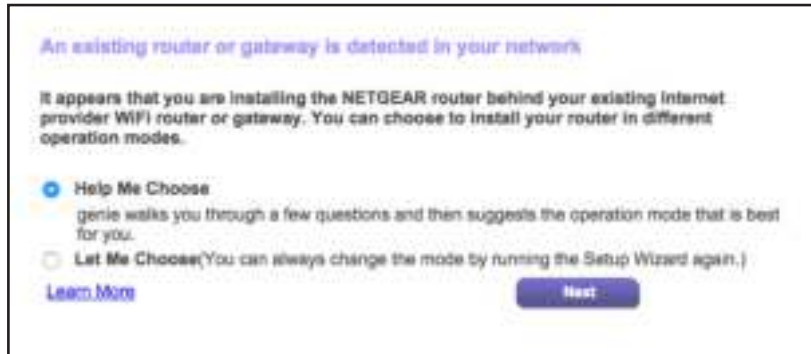 An existing router or gateway is detected in your network
It appears that you are installing the NETGEAR router behind your existing internet
provider WiFi router or gateway. You can choose to install your router in different
operation modes.
Help Me Choose
genie walks you through a few questions and then suggests the operation mode that is best
for you.
Let Me Choose(You can always change the mode by running the Setup Wizard again.)
Learn More
Next